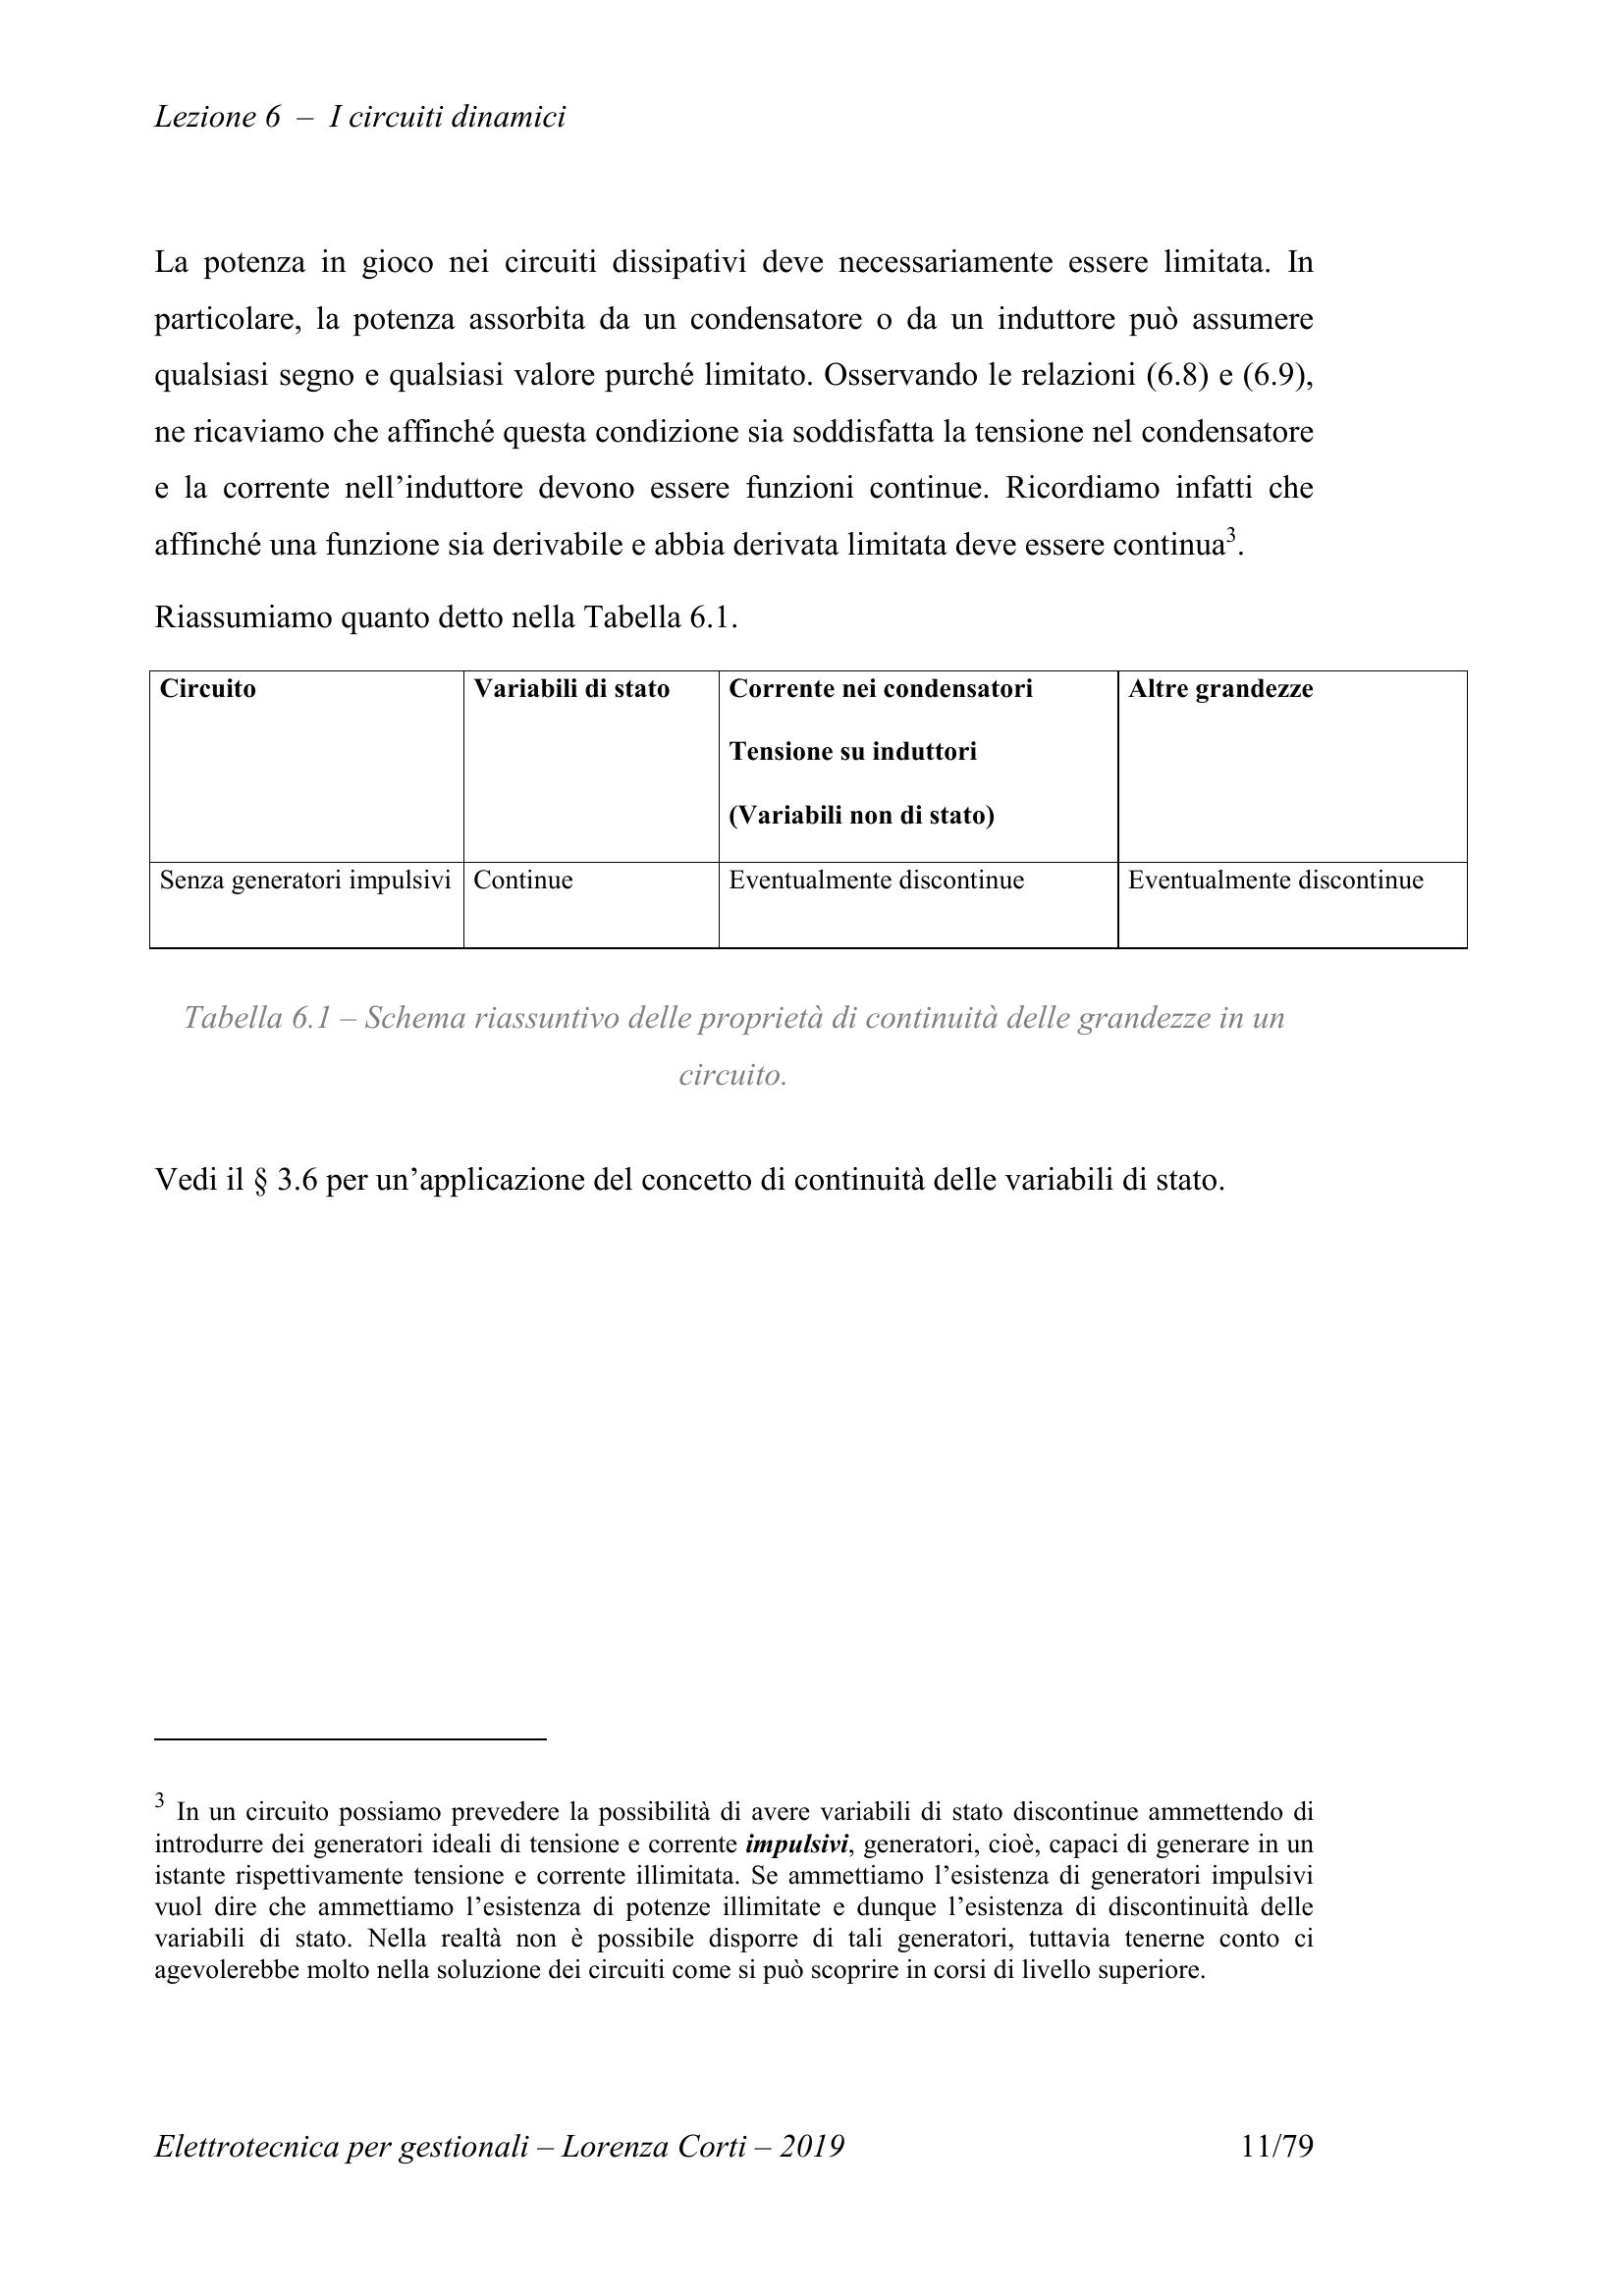 Lezione 6 – I circuiti dinamici
La potenza in gioco nei circuiti dissipativi deve necessariamente essere limitata. In
particolare, la potenza assorbita da un condensatore o da un induttore può assumere
qualsiasi segno e qualsiasi valore purché limitato. Osservando le relazioni (6.8) e (6.9),
ne ricaviamo che affinché questa condizione sia soddisfatta la tensione nel condensatore
e la corrente nell’induttore devono essere funzioni continue. Ricordiamo infatti che
affinché una funzione sia derivabile e abbia derivata limitata deve essere continua³.
Riassumiamo quanto detto nella Tabella 6.1.
Circuito Variabili di stato Corrente nei condensatori Altre grandezze
Tensione su induttori
(Variabili non di stato)
Senza generatori impulsivi Continue Eventualmente discontinue Eventualmente discontinue
Tabella 6.1 – Schema riassuntivo delle proprietà di continuità delle grandezze in un
circuito.
Vedi il § 3.6 per un’applicazione del concetto di continuità delle variabili di stato.
³ In un circuito possiamo prevedere la possibilità di avere variabili di stato discontinue ammettendo di
introdurre dei generatori ideali di tensione e corrente impulsivi, generatori, cioè, capaci di generare in un
istante rispettivamente tensione e corrente illimitata. Se ammettiamo l’esistenza di generatori impulsivi
vuol dire che ammettiamo l’esistenza di potenze illimitate e dunque l’esistenza di discontinuità delle
variabili di stato. Nella realtà non è possibile disporre di tali generatori, tuttavia tenerne conto ci
agevolerebbe molto nella soluzione dei circuiti come si può scoprire in corsi di livello superiore.
Elettrotecnica per gestionali – Lorenza Corti – 2019 11/79